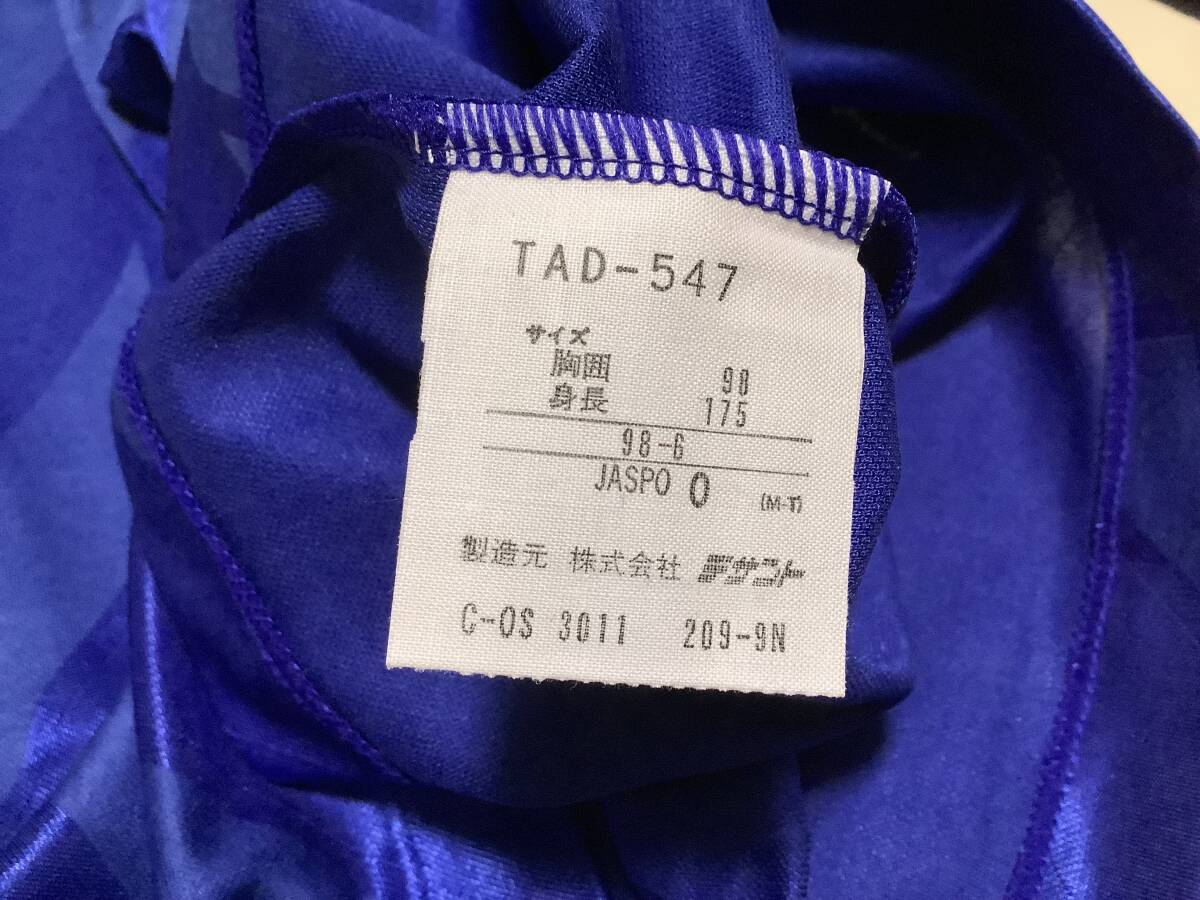 TAD-547
サイズ
胸囲 98
身長 175
98-6
JASPO O (M-T)
製造元 株式会社 デサント
C-OS 3011 209-9N